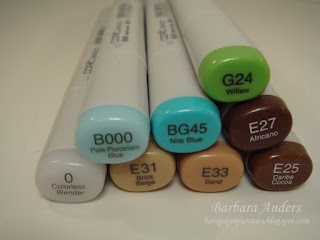 G24
Willow
B000
Pale Porcelain
Blue
BG45
Nile Blue
E27
Africano
0
Colorless
Blender
E31
Brick
Beige
E33
Sand
E25
Caribe
Cocoa
Barbara Anders